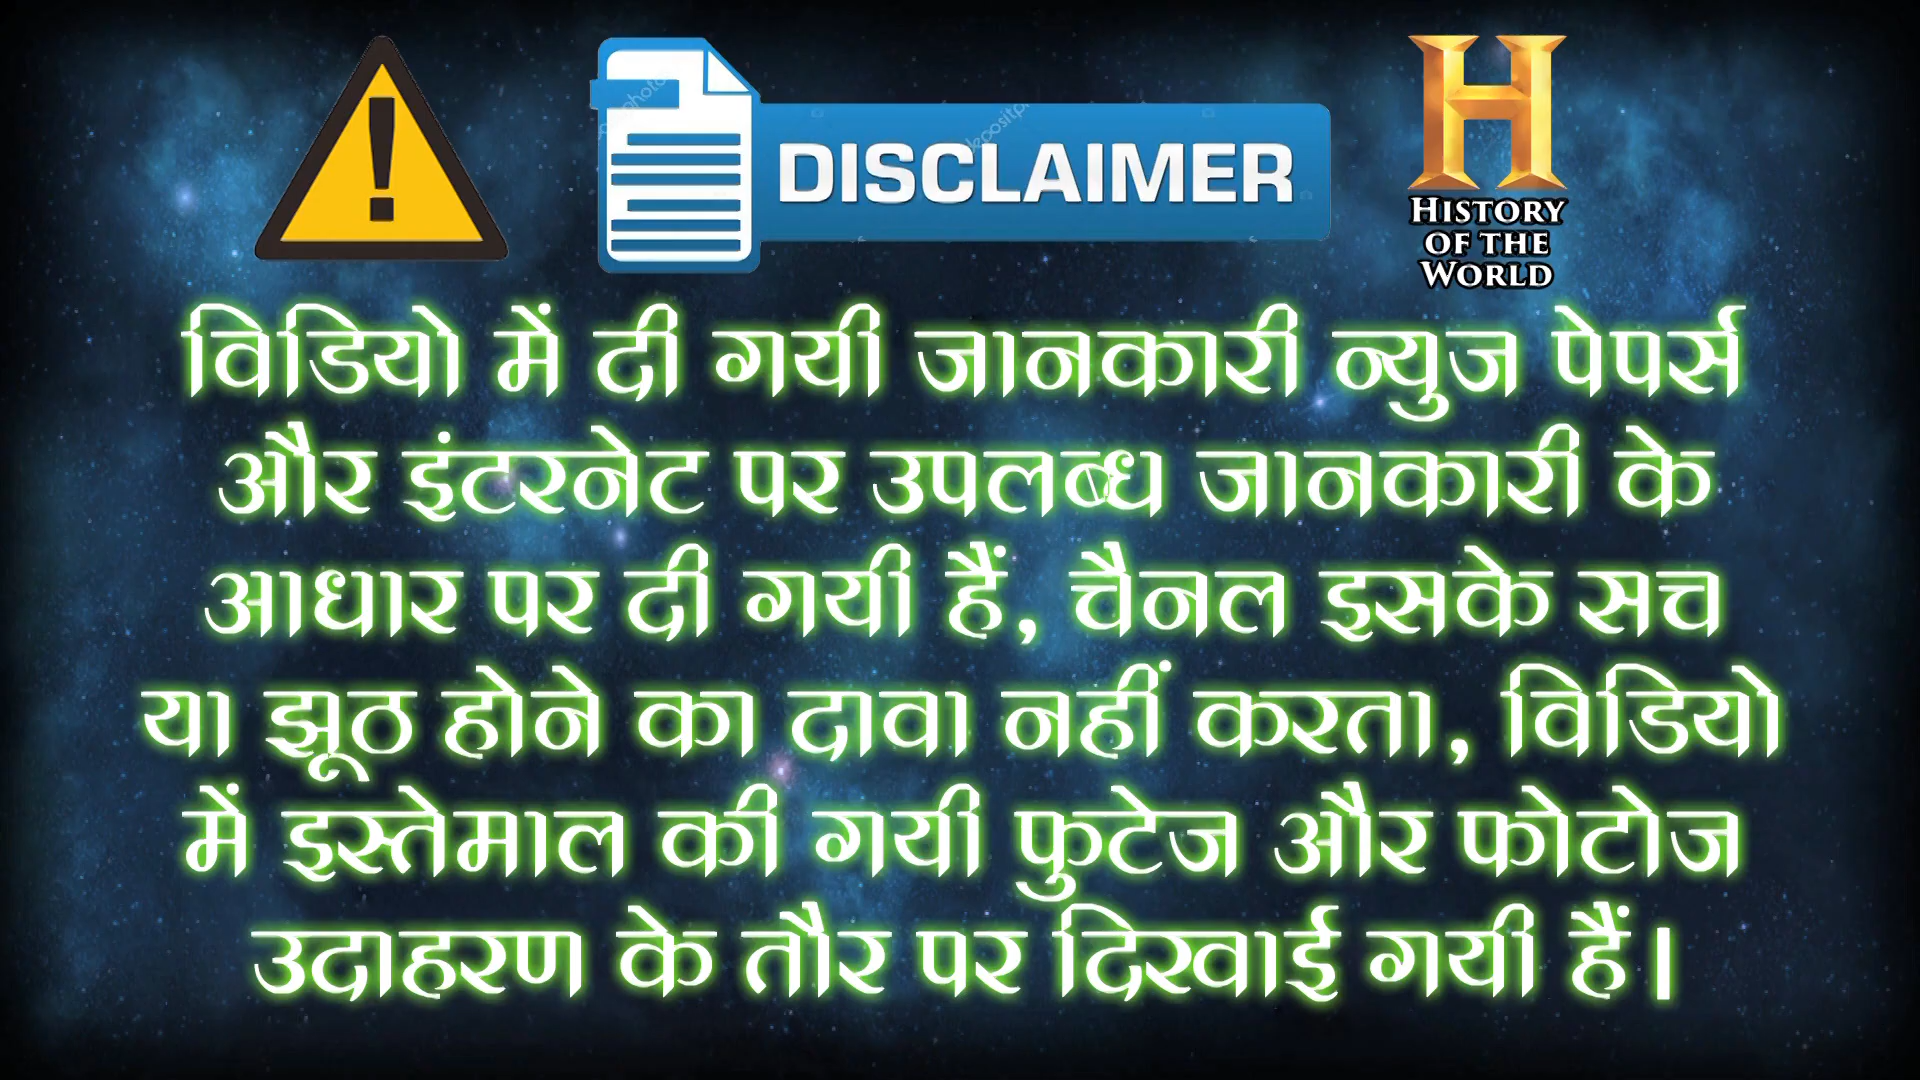 DISCLAIMER
HISTORY
OF THE
WORLD
विडियो में दी गयी जानकारी न्युज पेपर्स
और इंटरनेट पर उपलब्ध जानकारी के
आधार पर दी गयी हैं, चैनल इसके सच
या झूठ होने का दावा नहीं करता, विडियो
में इस्तेमाल की गयी फुटेज और फोटोज
उदाहरण के तौर पर दिखाई गयी हैं।